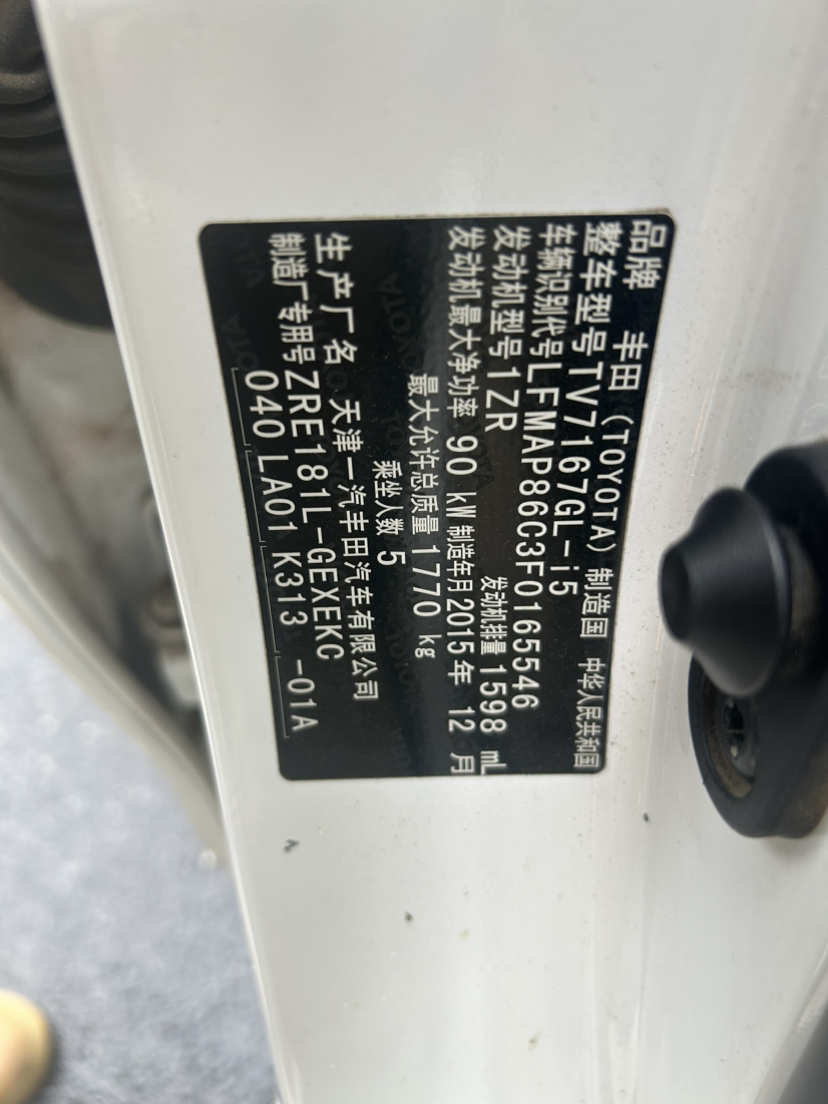 品牌 丰田 (TOYOTA) 制造国 中华人民共和国
整车型号 TV7167GL-i5
车辆识别代号 LFMAP86C3F0165546
发动机型号 1ZR 发动机排量 1598 mL
发动机最大净功率 90 kW 制造年月 2015年 12 月
最大允许总质量 1770 kg
乘坐人数 5
生产厂名 天津一汽丰田汽车有限公司
制造厂专用号 ZRE181L-GEXEKC
040 LA01 K313 -01A